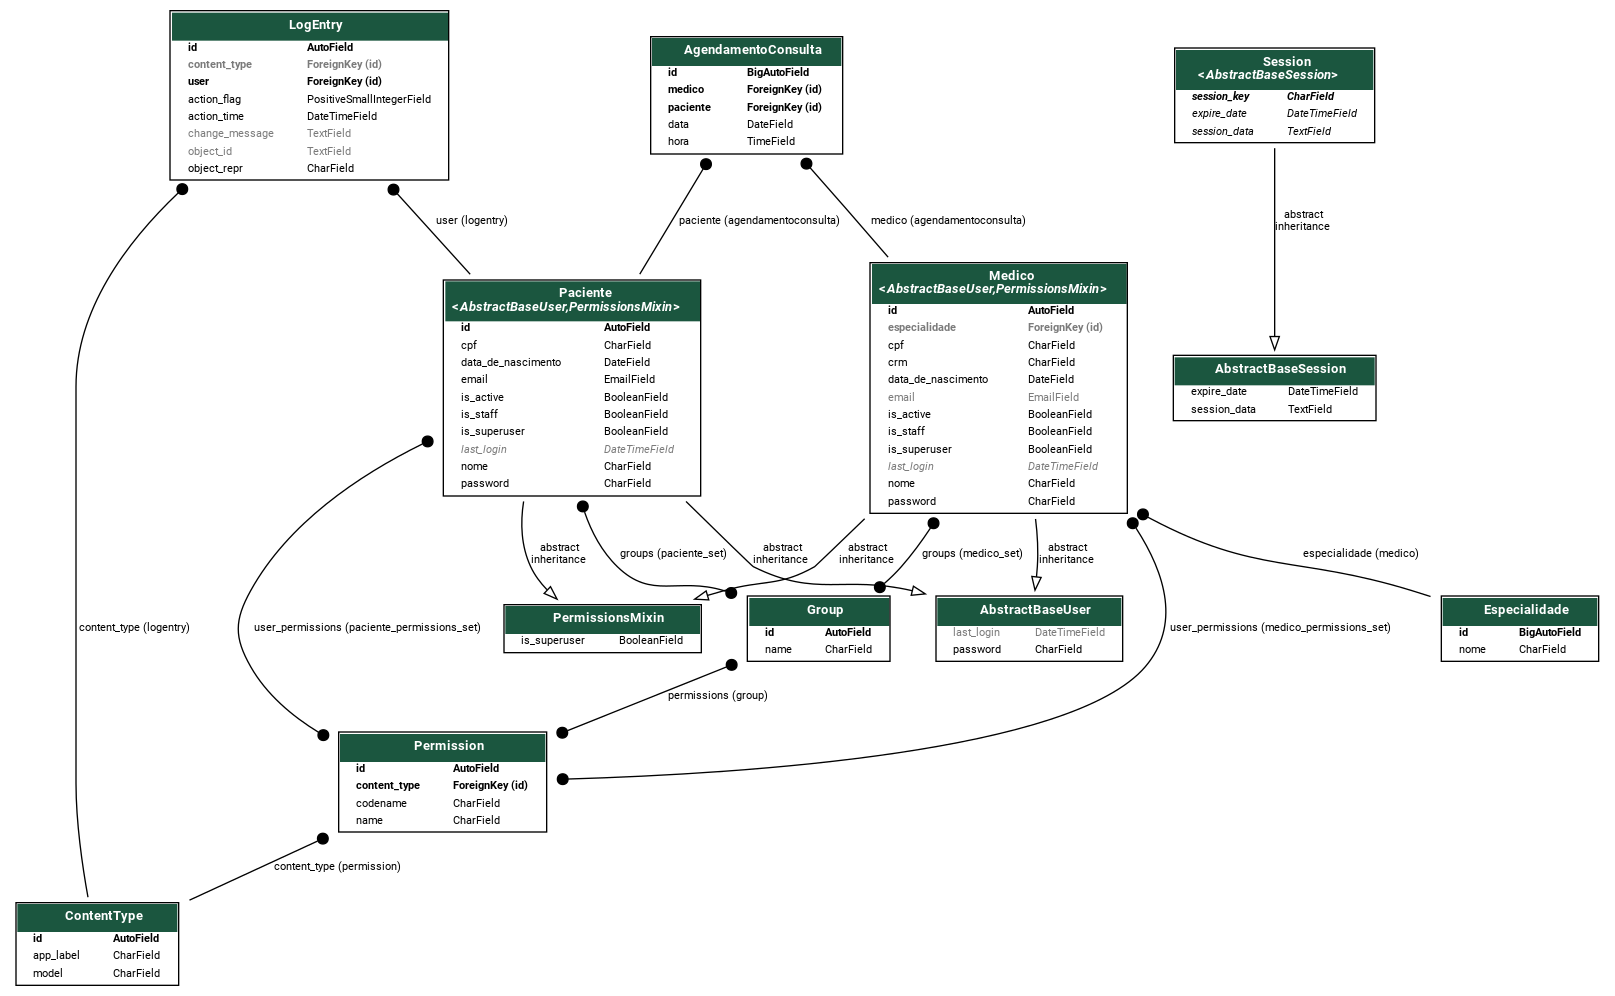 LogEntry
id AutoField
content_type ForeignKey (id)
user ForeignKey (id)
action_flag PositiveSmallIntegerField
action_time DateTimeField
change_message TextField
object_id TextField
object_repr CharField
AgendamentoConsulta
id BigAutoField
medico ForeignKey (id)
paciente ForeignKey (id)
data DateField
hora TimeField
Session
<AbstractBaseSession>
session_key CharField
expire_date DateTimeField
session_data TextField
user (logentry)
paciente (agendamentoconsulta)
medico (agendamentoconsulta)
abstract
inheritance
Paciente
<AbstractBaseUser,PermissionsMixin>
id AutoField
cpf CharField
data_de_nascimento DateField
email EmailField
is_active BooleanField
is_staff BooleanField
is_superuser BooleanField
last_login DateTimeField
nome CharField
password CharField
Medico
<AbstractBaseUser,PermissionsMixin>
id AutoField
especialidade ForeignKey (id)
cpf CharField
crm CharField
data_de_nascimento DateField
email EmailField
is_active BooleanField
is_staff BooleanField
is_superuser BooleanField
last_login DateTimeField
nome CharField
password CharField
AbstractBaseSession
expire_date DateTimeField
session_data TextField
abstract
inheritance
groups (paciente_set)
abstract
inheritance
abstract
inheritance
groups (medico_set)
abstract
inheritance
especialidade (medico)
content_type (logentry)
user_permissions (paciente_permissions_set)
PermissionsMixin
is_superuser BooleanField
Group
id AutoField
name CharField
AbstractBaseUser
last_login DateTimeField
password CharField
user_permissions (medico_permissions_set)
Especialidade
id BigAutoField
nome CharField
permissions (group)
Permission
id AutoField
content_type ForeignKey (id)
codename CharField
name CharField
content_type (permission)
ContentType
id AutoField
app_label CharField
model CharField